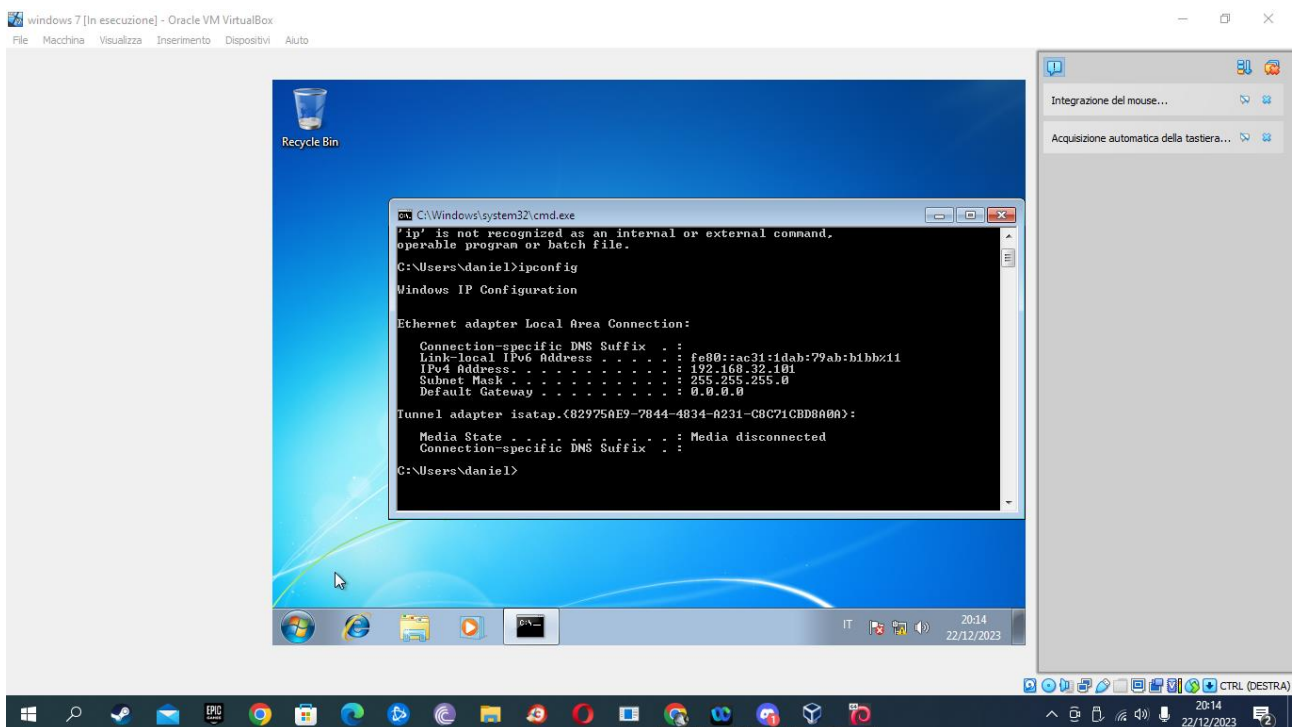 windows 7 [In esecuzione] - Oracle VM VirtualBox
File Macchina Visualizza Inserimento Dispositivi Aiuto
Integrazione del mouse...
Acquisizione automatica della tastiera...
Recycle Bin
C:\Windows\system32\cmd.exe
'ip' is not recognized as an internal or external command,
operable program or batch file.
C:\Users\daniel>ipconfig
Windows IP Configuration
Ethernet adapter Local Area Connection:
Connection-specific DNS Suffix . :
Link-local IPv6 Address . . . . . : fe80::ac31:1dab:79ab:b1bb%11
IPv4 Address. . . . . . . . . . . : 192.168.32.101
Subnet Mask . . . . . . . . . . . : 255.255.255.0
Default Gateway . . . . . . . . . : 0.0.0.0
Tunnel adapter isatap.{82975AE9-7844-4834-A231-C8C71CBD8A0A}:
Media State . . . . . . . . . . . : Media disconnected
Connection-specific DNS Suffix . :
C:\Users\daniel>
IT
20:14
22/12/2023
CTRL (DESTRA)
EPIC
GAMES
20:14
22/12/2023
2